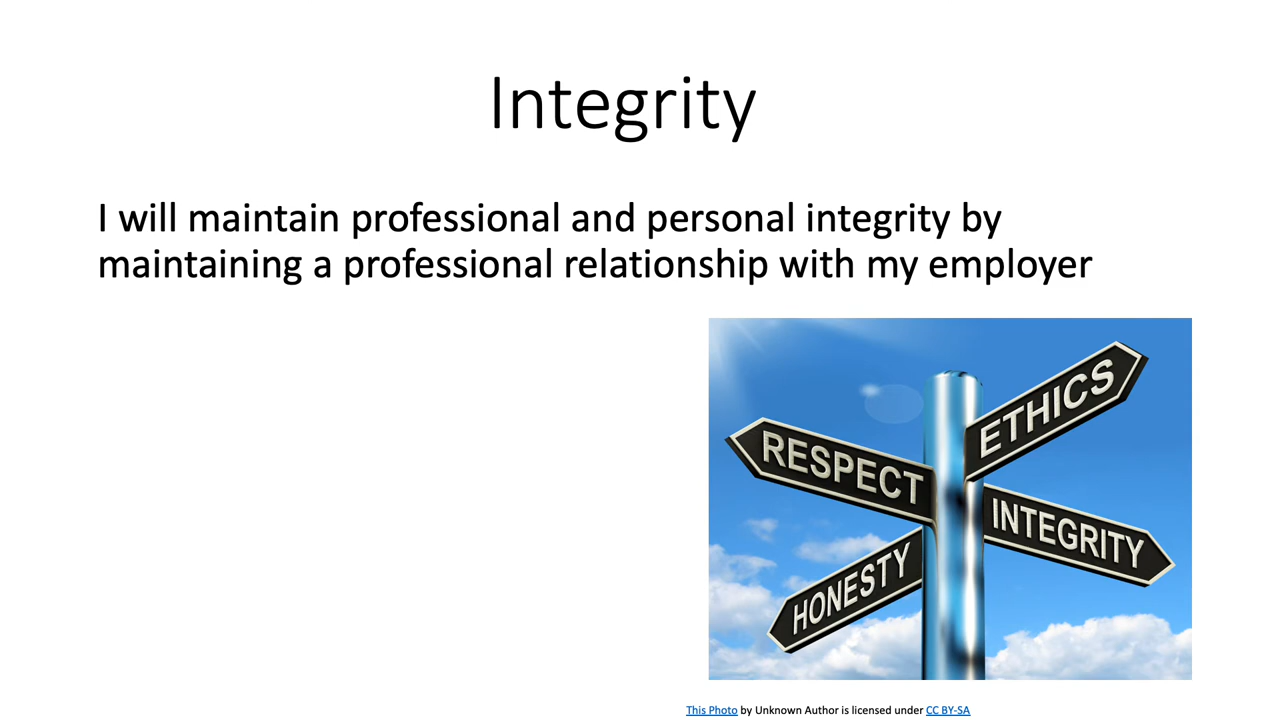 Integrity
I will maintain professional and personal integrity by
maintaining a professional relationship with my employer
ETHICS
RESPECT
INTEGRITY
HONESTY
This Photo by Unknown Author is licensed under CC BY-SA